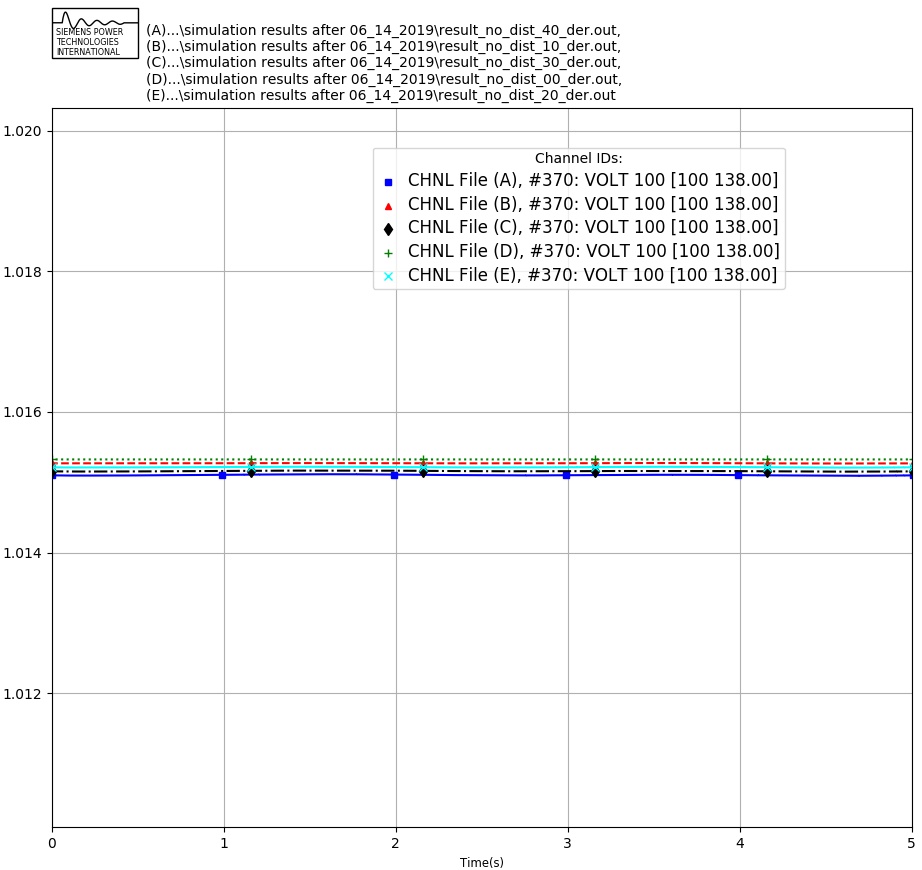 SIEMENS POWER
TECHNOLOGIES
INTERNATIONAL
(A)...\simulation results after 06_14_2019\result_no_dist_40_der.out,
(B)...\simulation results after 06_14_2019\result_no_dist_10_der.out,
(C)...\simulation results after 06_14_2019\result_no_dist_30_der.out,
(D)...\simulation results after 06_14_2019\result_no_dist_00_der.out,
(E)...\simulation results after 06_14_2019\result_no_dist_20_der.out
1.020
Channel IDs:
CHNL File (A), #370: VOLT 100 [100 138.00]
CHNL File (B), #370: VOLT 100 [100 138.00]
CHNL File (C), #370: VOLT 100 [100 138.00]
CHNL File (D), #370: VOLT 100 [100 138.00]
CHNL File (E), #370: VOLT 100 [100 138.00]
1.018
1.016
1.014
1.012
0 1 2 3 4 5
Time(s)